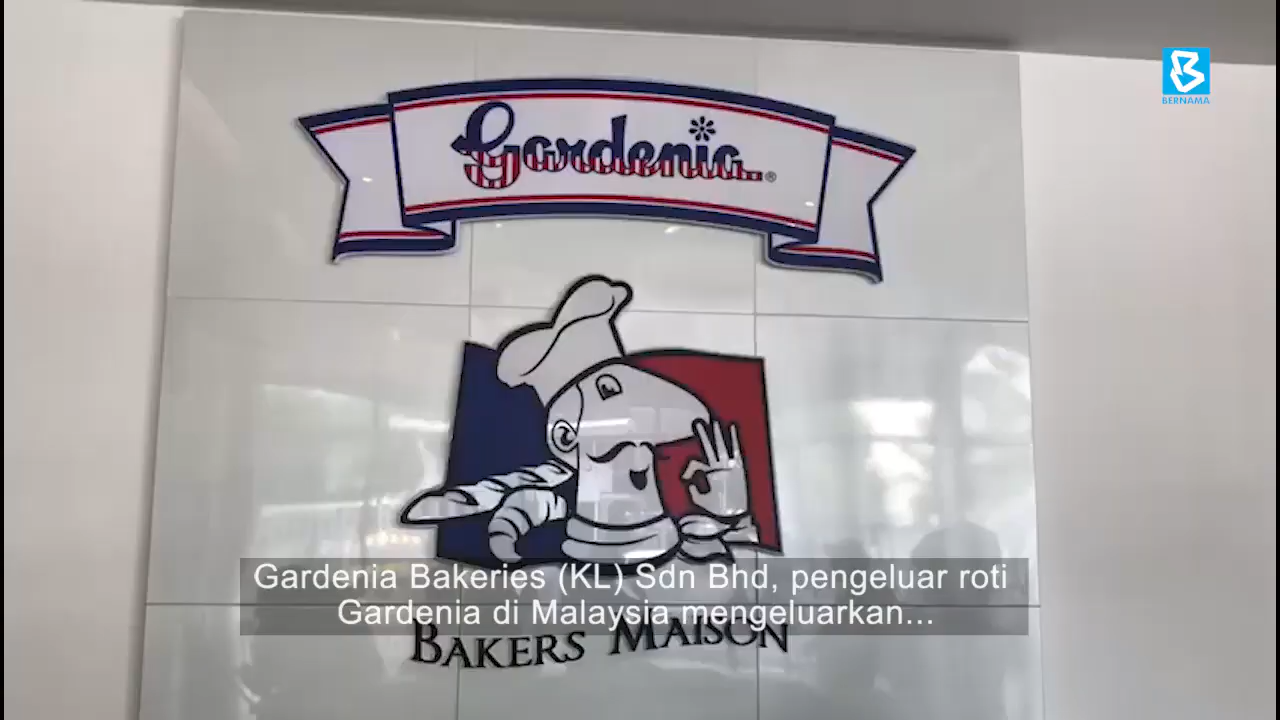 BERNAMA
Gardenia®
Gardenia Bakeries (KL) Sdn Bhd, pengeluar roti
Gardenia di Malaysia mengeluarkan...
BAKERS MAISON